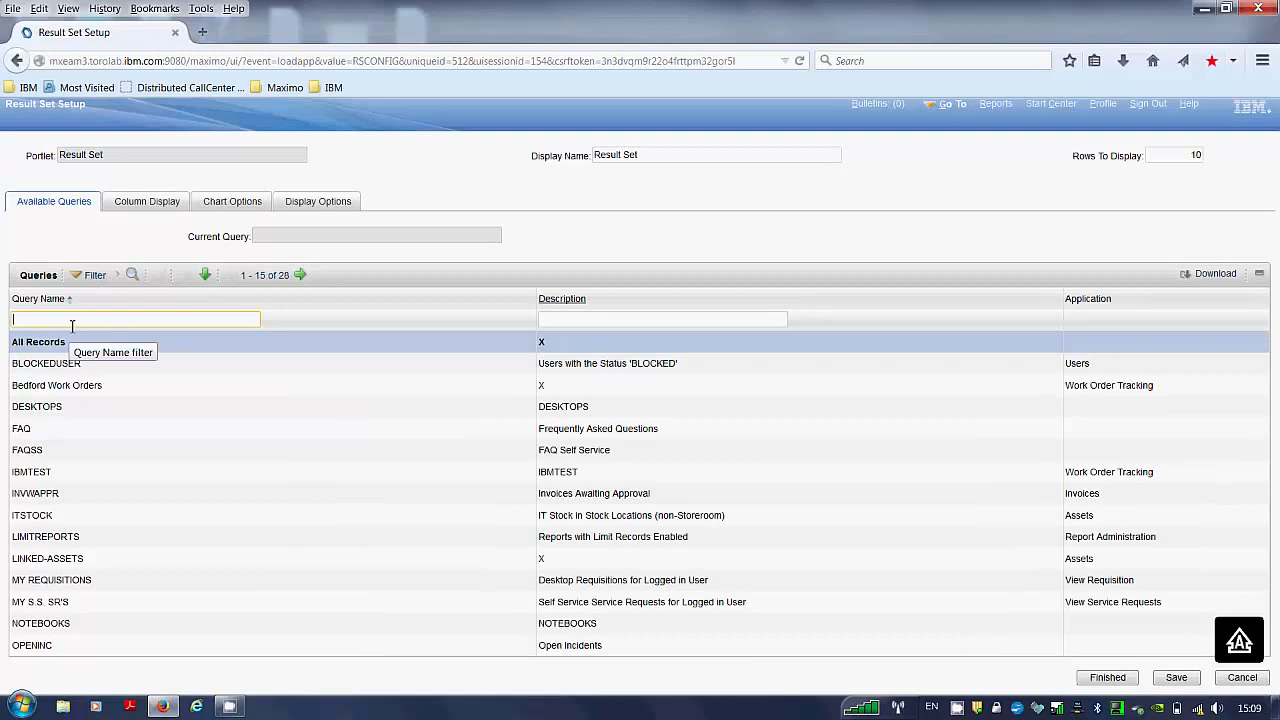 File Edit View History Bookmarks Tools Help
Result Set Setup
mxeam3.torolab.ibm.com:9080/maximo/ui/?event=loadapp&value=RSCONFIG&uniqueid=512&uisessionid=154&csrftoken=3n3dvqm9r22o4frttpm32gor5l
Search
IBM Most Visited Distributed CallCenter ... Maximo IBM
Result Set Setup
Bulletins: (0) Go To Reports Start Center Profile Sign Out Help IBM.
Portlet: Result Set Display Name: Result Set Rows To Display: 10
Available Queries Column Display Chart Options Display Options
Current Query:
Queries Filter 1 - 15 of 28 Download
Query Name Description Application
All Records X
Query Name filter
BLOCKEDUSER Users with the Status 'BLOCKED' Users
Bedford Work Orders X Work Order Tracking
DESKTOPS DESKTOPS
FAQ Frequently Asked Questions
FAQSS FAQ Self Service
IBMTEST IBMTEST Work Order Tracking
INVWAPPR Invoices Awaiting Approval Invoices
ITSTOCK IT Stock in Stock Locations (non-Storeroom) Assets
LIMITREPORTS Reports with Limit Records Enabled Report Administration
LINKED-ASSETS X Assets
MY REQUISITIONS Desktop Requisitions for Logged in User View Requisition
MY S.S. SR'S Self Service Service Requests for Logged in User View Service Requests
NOTEBOOKS NOTEBOOKS
OPENINC Open Incidents
Finished Save Cancel
EN 15:09